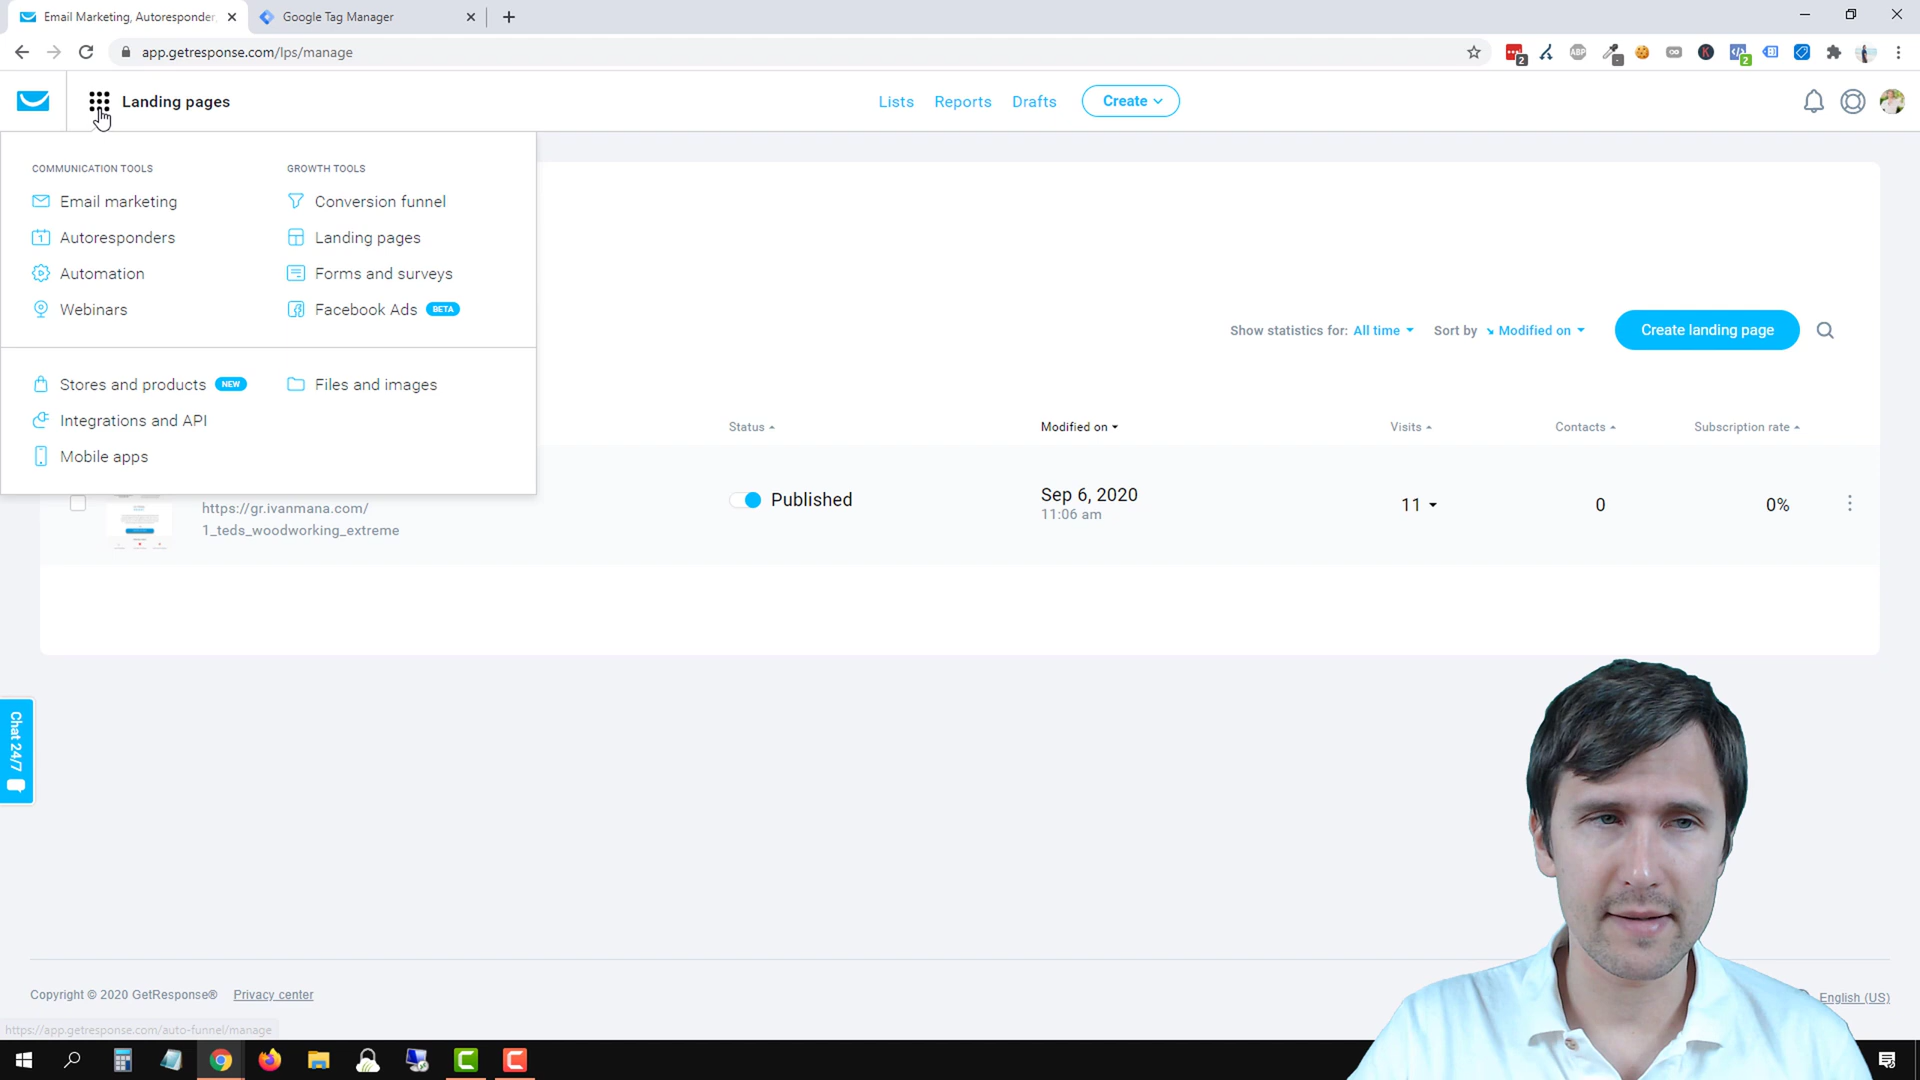 Email Marketing, Autoresponder,
Google Tag Manager
app.getresponse.com/lps/manage
Landing pages
Lists
Reports
Drafts
Create
COMMUNICATION TOOLS
GROWTH TOOLS
Email marketing
Conversion funnel
Autoresponders
Landing pages
Automation
Forms and surveys
Webinars
Facebook Ads BETA
Show statistics for: All time
Sort by Modified on
Create landing page
Stores and products NEW
Files and images
Integrations and API
Mobile apps
Status
Modified on
Visits
Contacts
Subscription rate
https://gr.ivanmana.com/
1_teds_woodworking_extreme
Published
Sep 6, 2020
11:06 am
11
0
0%
Chat 24/7
Copyright © 2020 GetResponse®
Privacy center
English (US)
https://app.getresponse.com/auto-funnel/manage